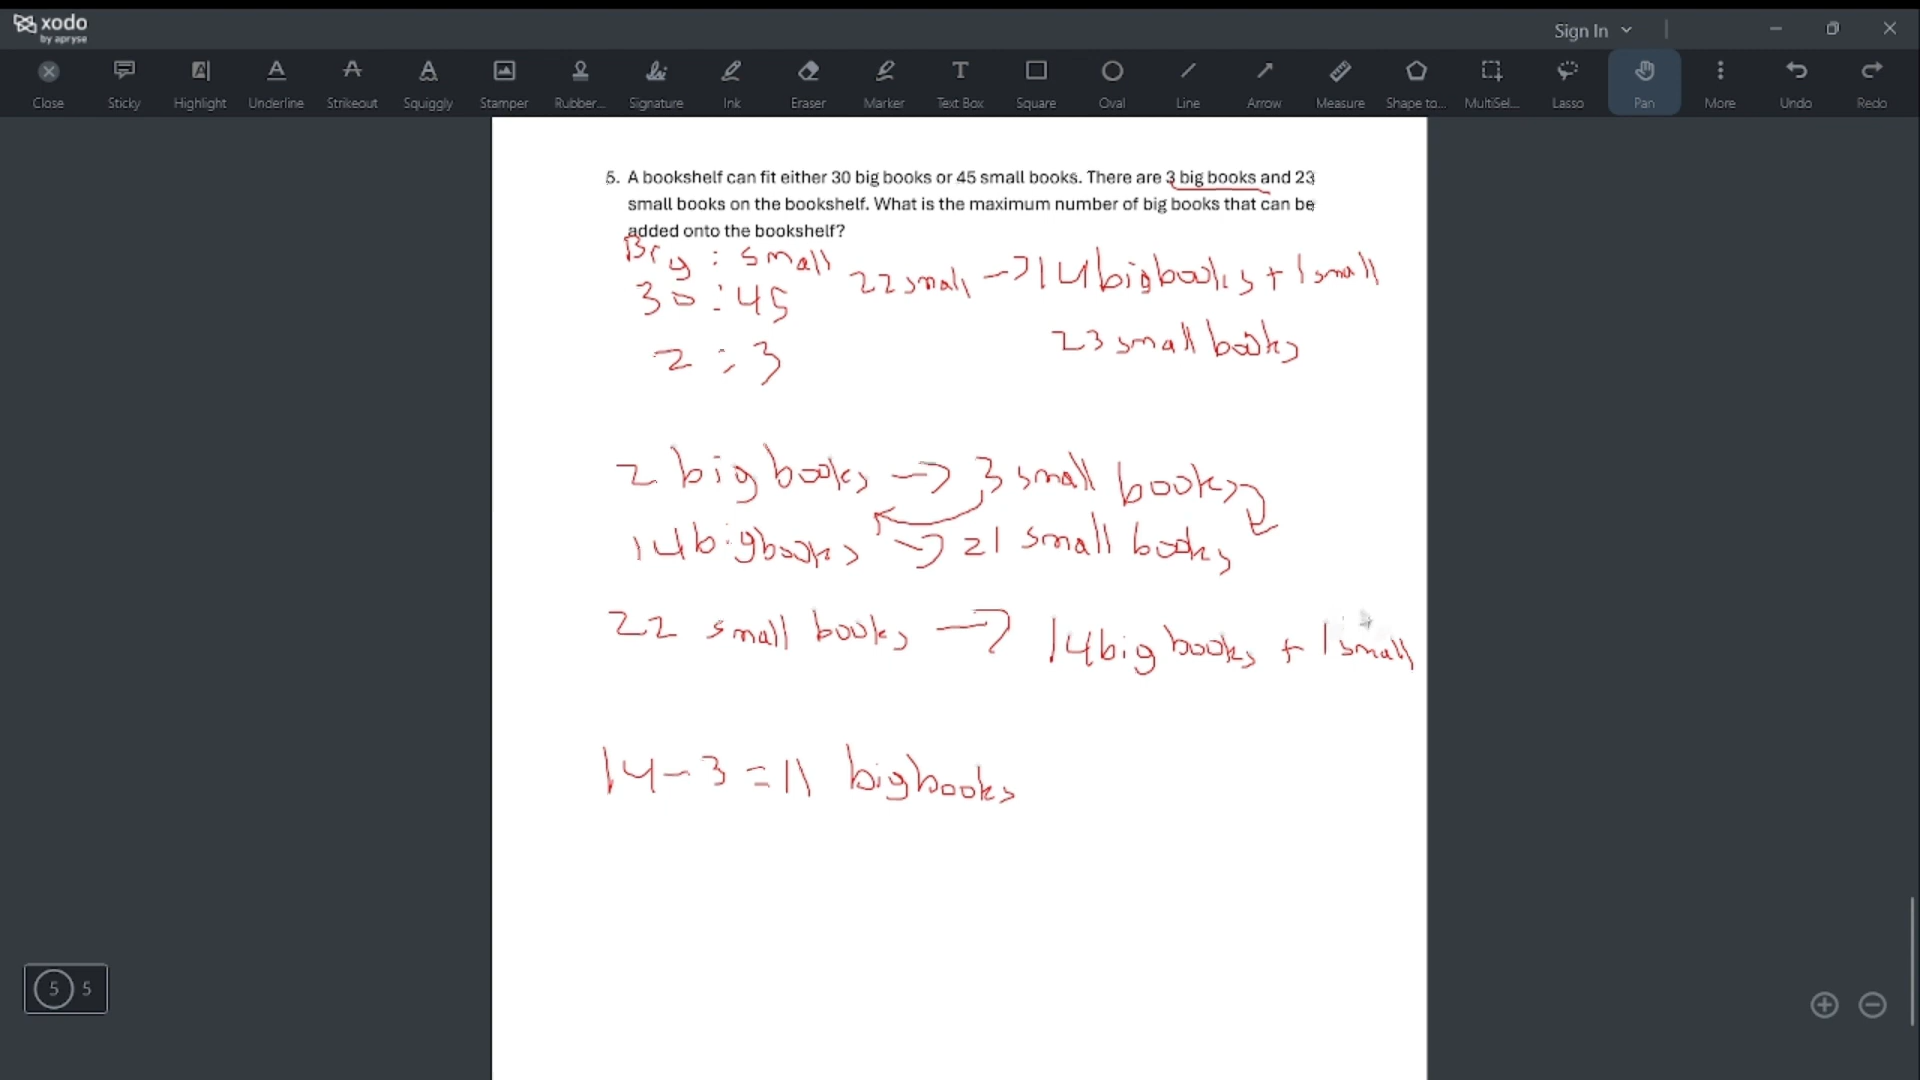 xodo
by apryse
Sign In
Close Sticky Highlight Underline Strikeout Squiggly Stamper Rubber... Signature Ink Eraser Marker Text Box Square Oval Line Arrow Measure Shape to... MultiSel... Lasso Pan More Undo Redo
5. A bookshelf can fit either 30 big books or 45 small books. There are 3 big books and 23
small books on the bookshelf. What is the maximum number of big books that can be
added onto the bookshelf?
Big : small
30 : 45
2 : 3
22 small → 14 big books + 1 small
23 small books
2 big books → 3 small books
14 big books → 21 small books
22 small books → 14 big books + 1 small
14 - 3 = 11 big books
5 5